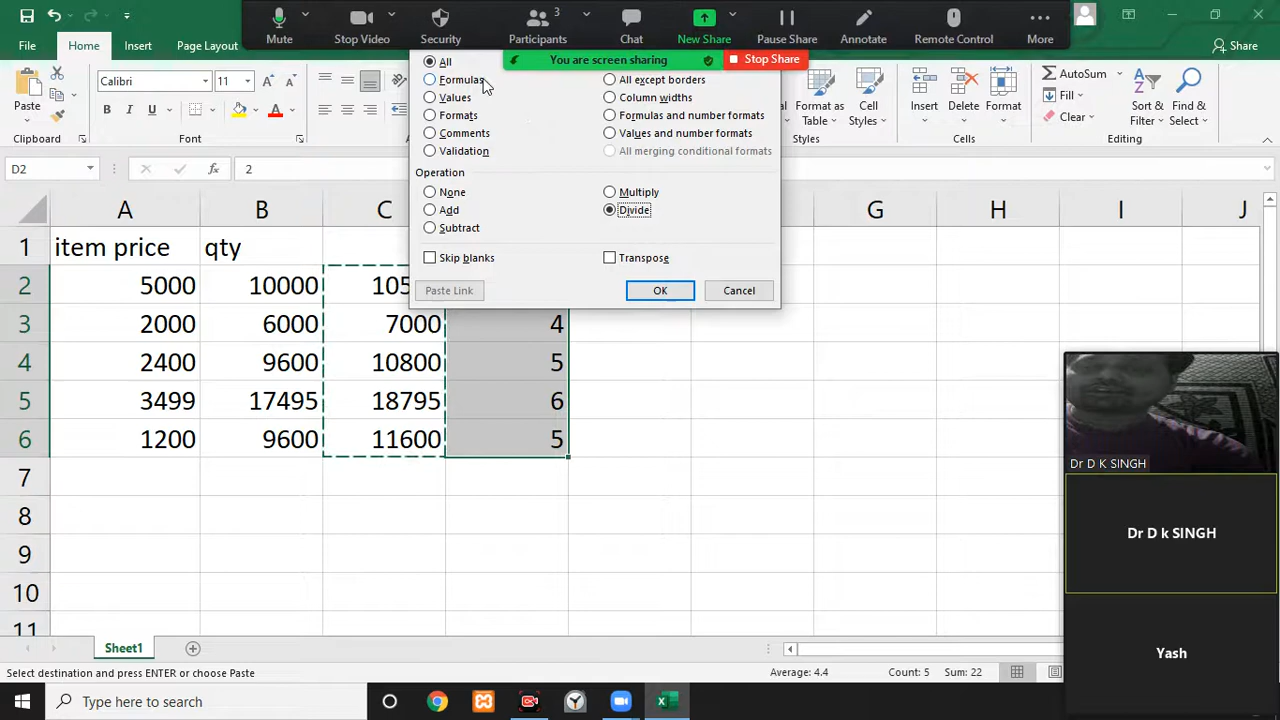 Mute
Stop Video
Security
3
Participants
Chat
New Share
Pause Share
Annotate
Remote Control
More
You are screen sharing
Stop Share
File
Home
Insert
Page Layout
Share
Paste
Clipboard
Calibri
11
B I U
Font
Format as Table
Cell Styles
Styles
Insert
Delete
Format
Cells
AutoSum
Fill
Clear
Sort & Filter
Find & Select
Editing
All
Formulas
Values
Formats
Comments
Validation
All except borders
Column widths
Formulas and number formats
Values and number formats
All merging conditional formats
Operation
None
Add
Subtract
Multiply
Divide
Skip blanks
Transpose
Paste Link
OK
Cancel
D2
fx
2
A B C G H I J
1 item price qty
2 5000 10000
3 2000 6000 7000 4
4 2400 9600 10800 5
5 3499 17495 18795 6
6 1200 9600 11600 5
7
8
9
10
11
Sheet1
Select destination and press ENTER or choose Paste
Average: 4.4
Count: 5
Sum: 22
Type here to search
Dr D K SINGH
Dr D k SINGH
Yash